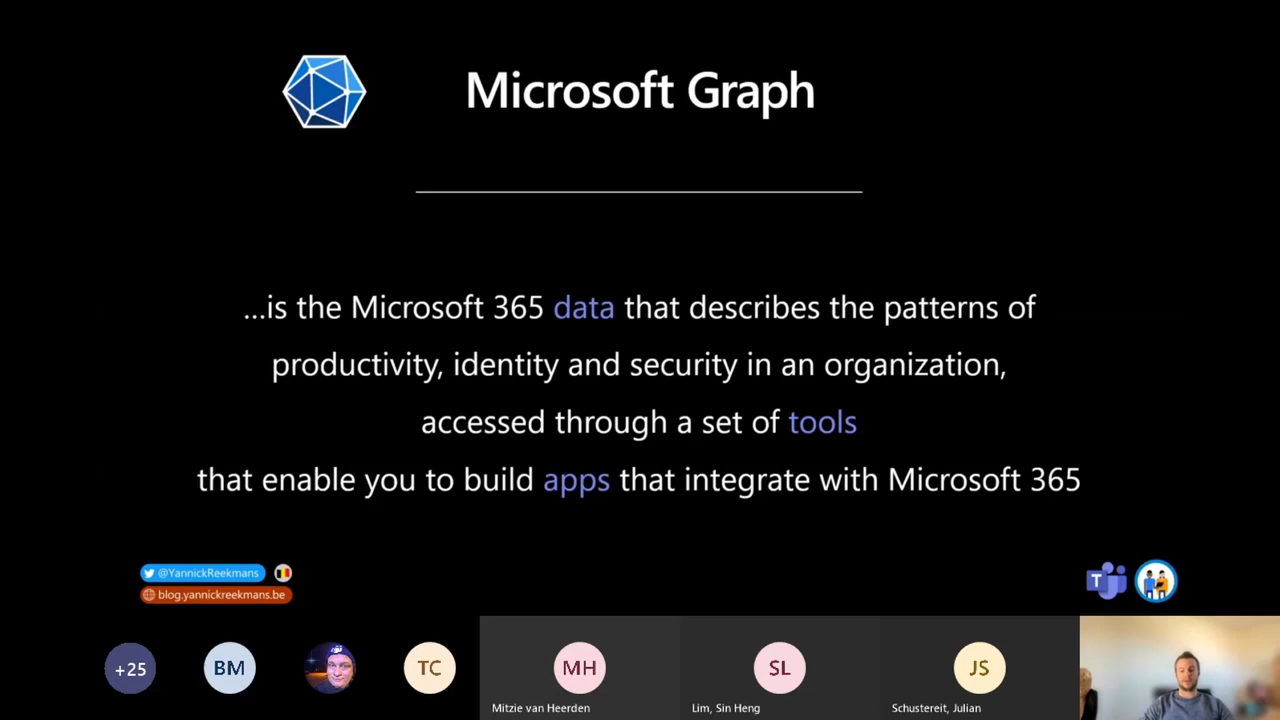 Microsoft Graph
...is the Microsoft 365 data that describes the patterns of
productivity, identity and security in an organization,
accessed through a set of tools
that enable you to build apps that integrate with Microsoft 365
@YannickReekmans
blog.yannickreekmans.be
T
+25
BM
TC
MH
SL
JS
Mitzie van Heerden
Lim, Sin Heng
Schustereit, Julian